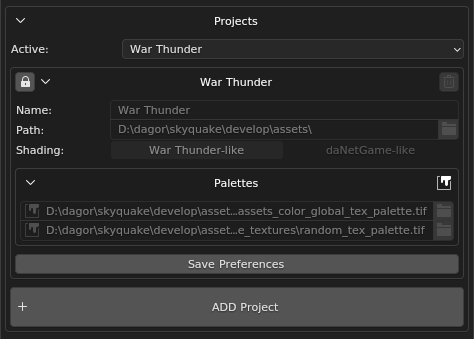 Projects
Active: War Thunder
War Thunder
Name: War Thunder
Path: D:\dagor\skyquake\develop\assets\
Shading: War Thunder-like daNetGame-like
Palettes
D:\dagor\skyquake\develop\asset...assets_color_global_tex_palette.tif
D:\dagor\skyquake\develop\asset...e_textures\random_tex_palette.tif
Save Preferences
+ ADD Project